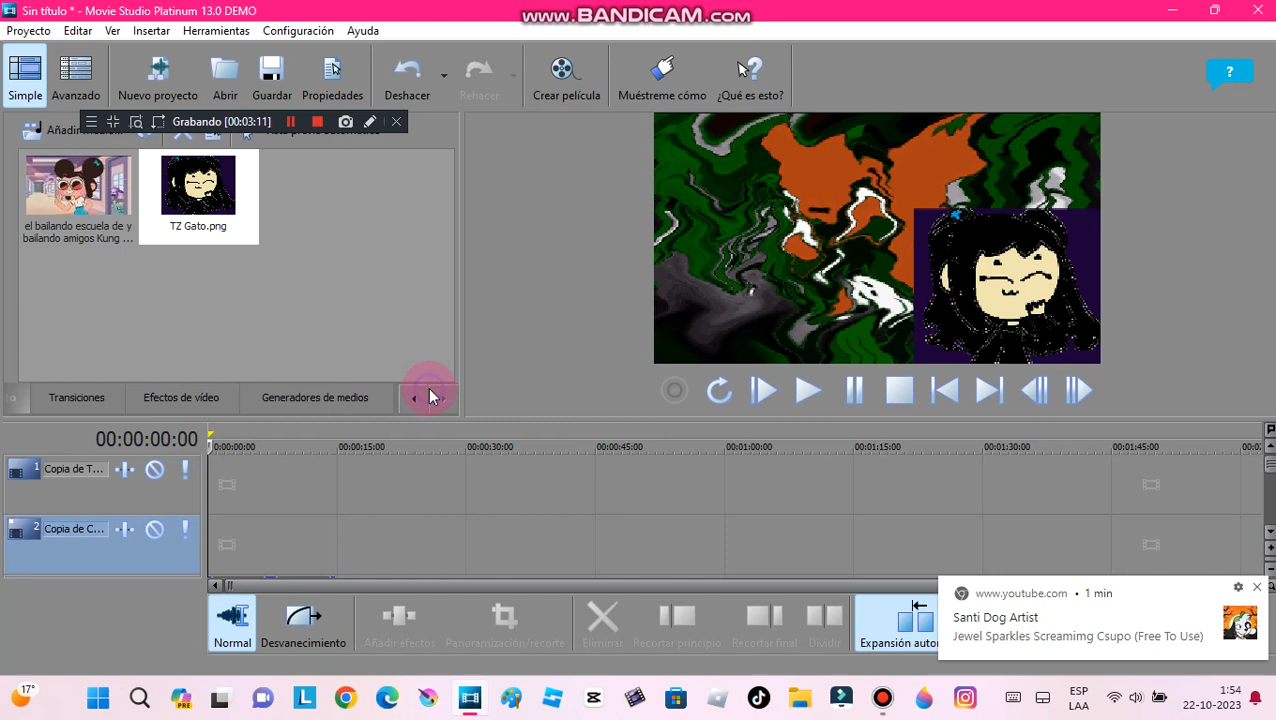 Sin título * - Movie Studio Platinum 13.0 DEMO
www.BANDICAM.com
Proyecto Editar Ver Insertar Herramientas Configuración Ayuda
Simple Avanzado Nuevo proyecto Abrir Guardar Propiedades Deshacer Rehacer Crear película Muéstreme cómo ¿Qué es esto?
?
Grabando [00:03:11]
el bailando escuela de y
bailando amigos Kung ...
TZ Gato.png
Transiciones Efectos de vídeo Generadores de medios
00:00:00:00
00:00:00:00 00:00:15:00 00:00:30:00 00:00:45:00 00:01:00:00 00:01:15:00 00:01:30:00 00:01:45:00
1 Copia de T...
2 Copia de C...
www.youtube.com • 1 min
Santi Dog Artist
Jewel Sparkles Screamimg Csupo (Free To Use)
Normal Desvanecimiento Añadir efectos Panoramización/recorte Eliminar Recortar principio Recortar final Dividir
17°
PRE
ESP
LAA
1:54
22-10-2023